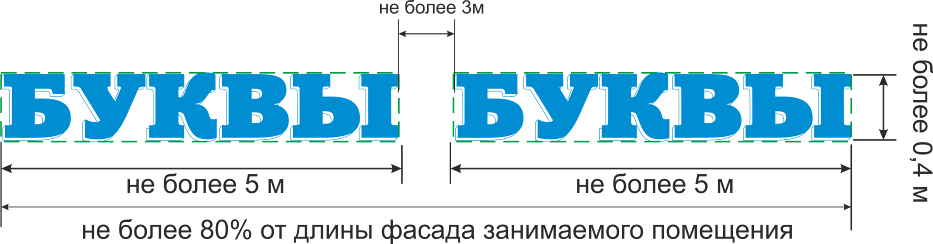 не более 3м
БУКВЫ БУКВЫ
не более 0,4 м
не более 5 м не более 5 м
не более 80% от длины фасада занимаемого помещения